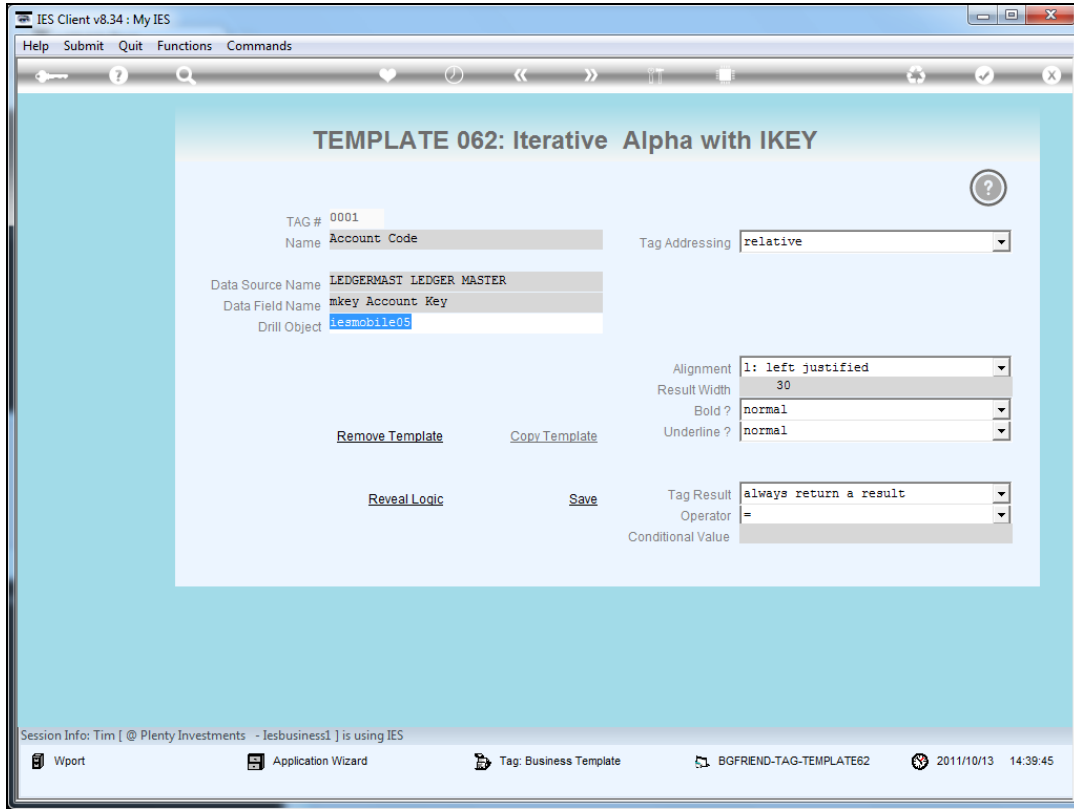 IES Client v8.34 : My IES
Help Submit Quit Functions Commands
TEMPLATE 062: Iterative Alpha with IKEY
TAG # 0001
Name Account Code
Tag Addressing relative
Data Source Name LEDGERMAST LEDGER MASTER
Data Field Name mkey Account Key
Drill Object iesmobile05
Alignment l: left justified
Result Width 30
Bold ? normal
Remove Template Copy Template Underline ? normal
Reveal Logic Save Tag Result always return a result
Operator =
Conditional Value
Session Info: Tim [ @ Plenty Investments - Iesbusiness1 ] is using IES
Wport Application Wizard Tag: Business Template BGFRIEND-TAG-TEMPLATE62 2011/10/13 14:39:45